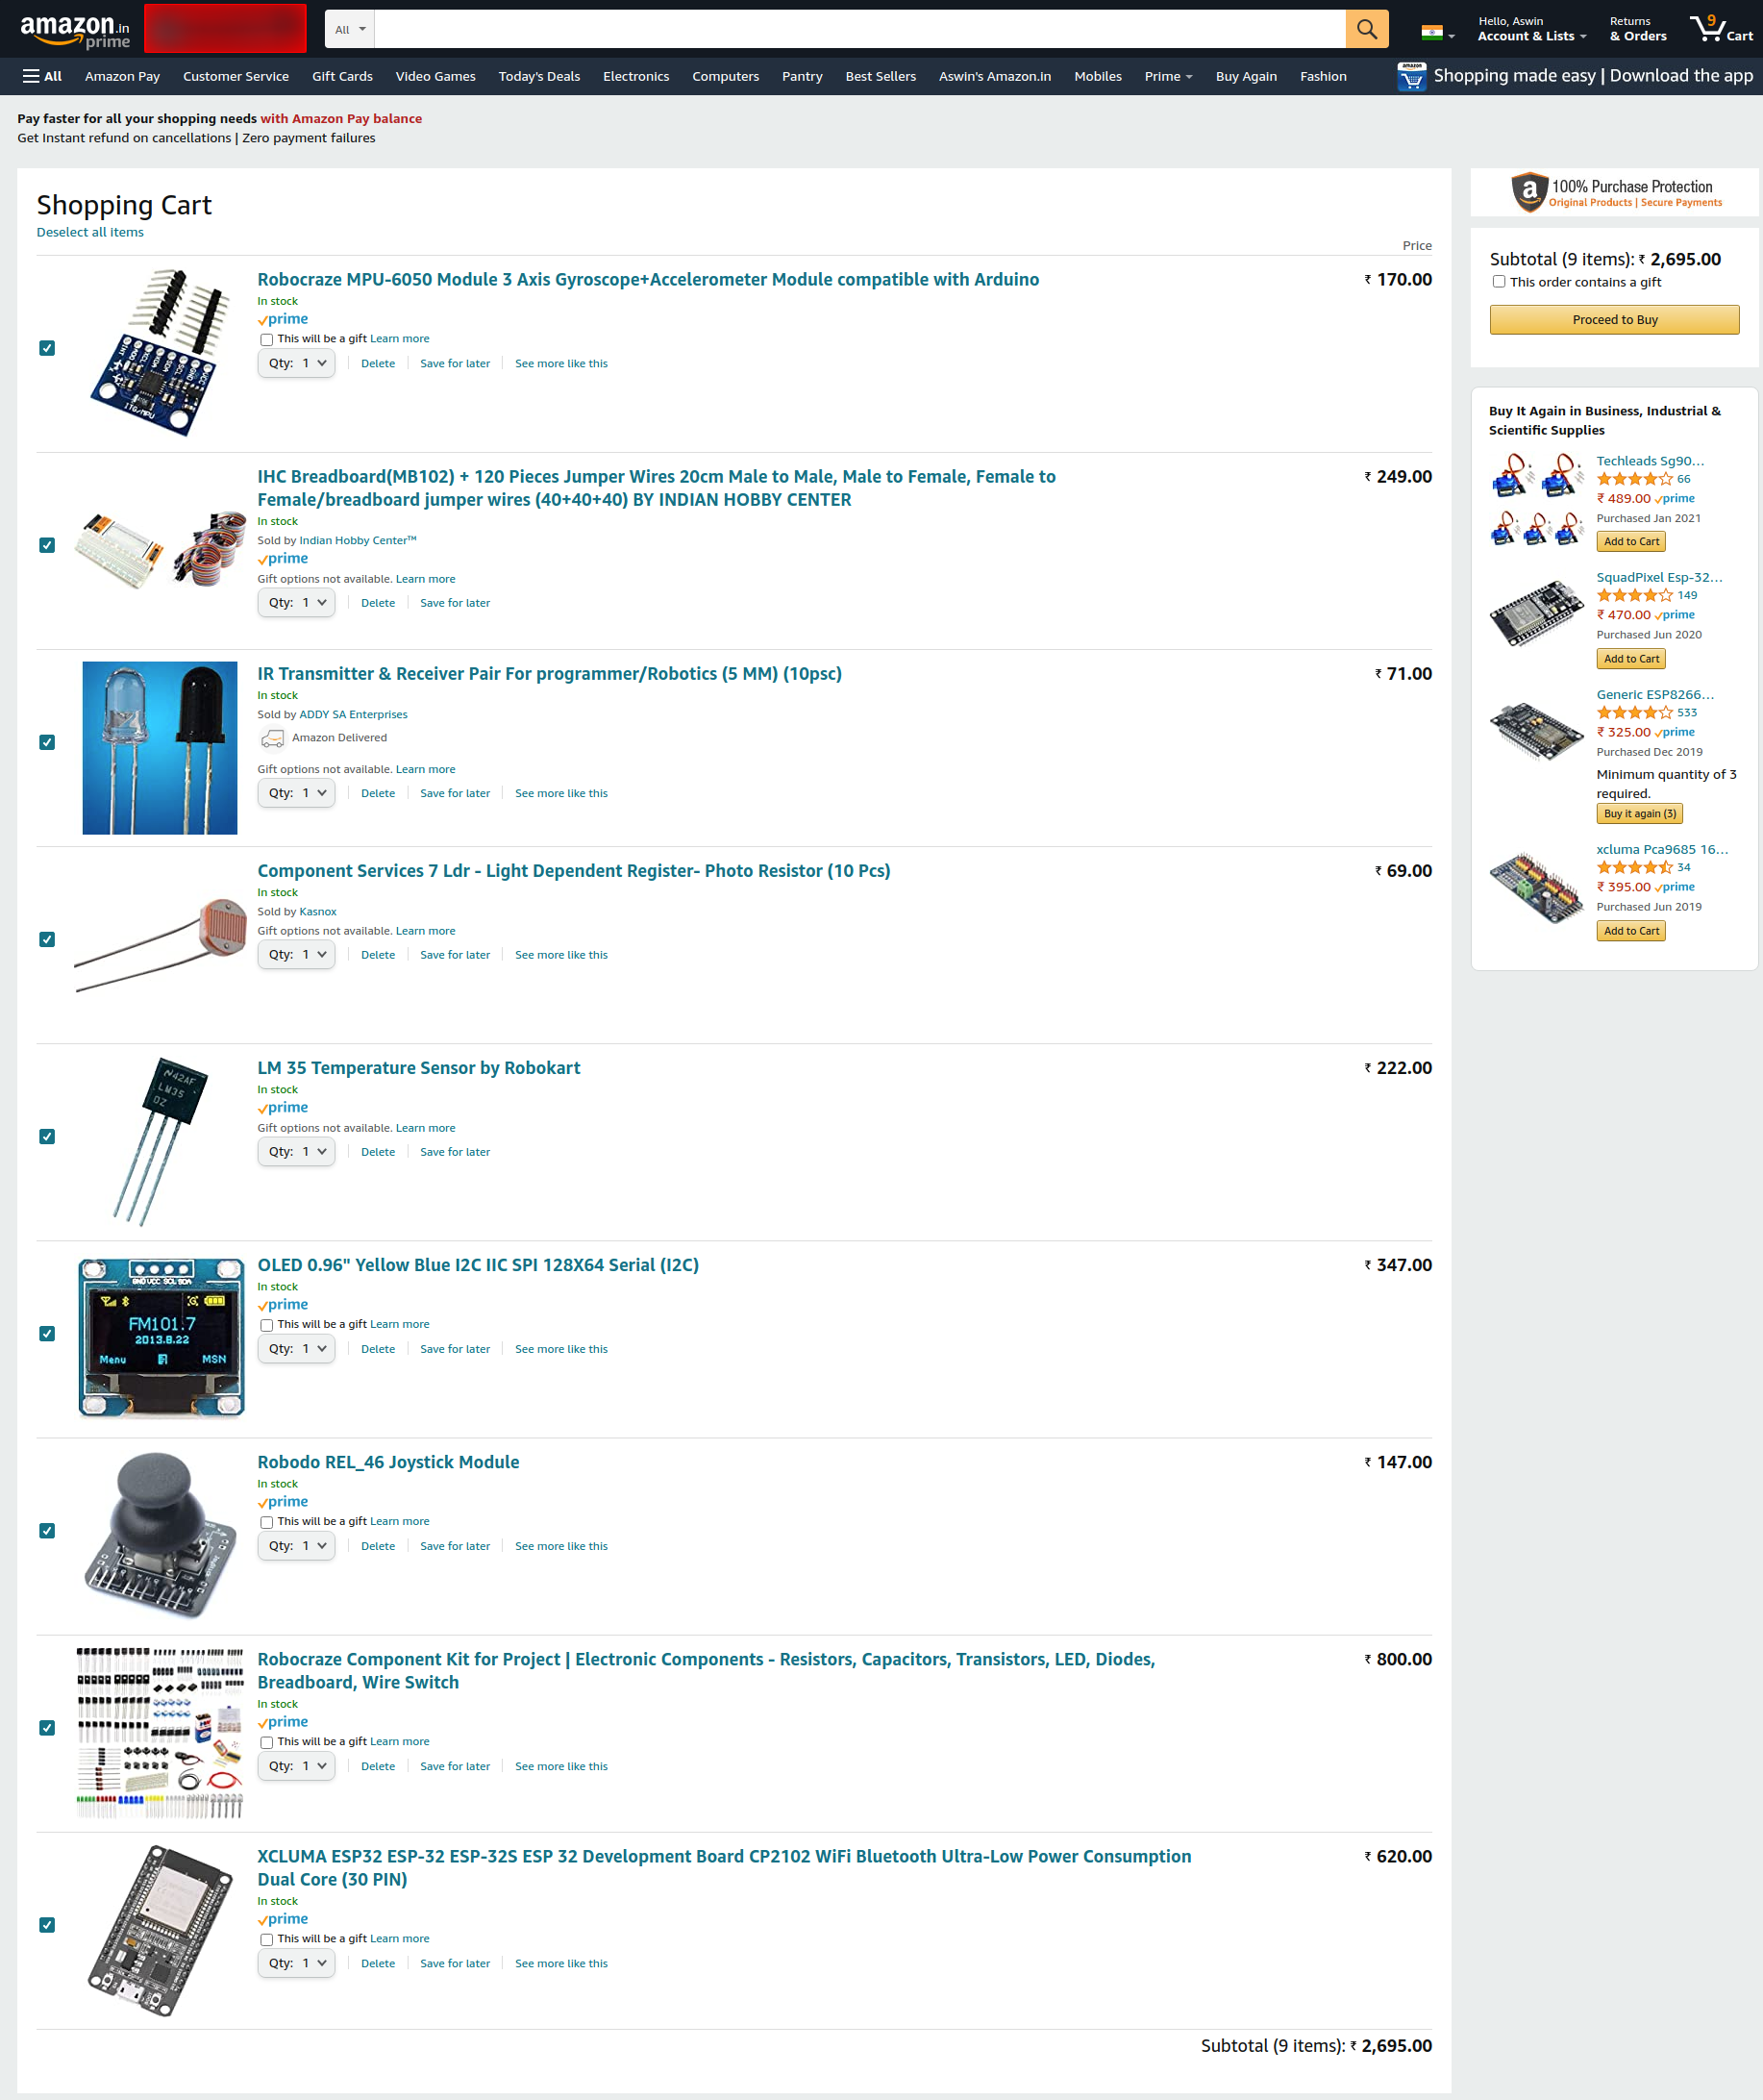 amazon.in
prime
All
Hello, Aswin
Account & Lists
Returns
& Orders
9
Cart
All
Amazon Pay
Customer Service
Gift Cards
Video Games
Today's Deals
Electronics
Computers
Pantry
Best Sellers
Aswin's Amazon.in
Mobiles
Prime
Buy Again
Fashion
amazon
Shopping made easy | Download the app
Pay faster for all your shopping needs with Amazon Pay balance
Get Instant refund on cancellations | Zero payment failures
Shopping Cart
Deselect all items
Price
Robocraze MPU-6050 Module 3 Axis Gyroscope+Accelerometer Module compatible with Arduino
₹ 170.00
In stock
prime
This will be a gift Learn more
Qty: 1
Delete
Save for later
See more like this
IHC Breadboard(MB102) + 120 Pieces Jumper Wires 20cm Male to Male, Male to Female, Female to
Female/breadboard jumper wires (40+40+40) BY INDIAN HOBBY CENTER
₹ 249.00
In stock
Sold by Indian Hobby Center™
prime
Gift options not available. Learn more
Qty: 1
Delete
Save for later
IR Transmitter & Receiver Pair For programmer/Robotics (5 MM) (10psc)
₹ 71.00
In stock
Sold by ADDY SA Enterprises
Amazon Delivered
Gift options not available. Learn more
Qty: 1
Delete
Save for later
See more like this
Component Services 7 Ldr - Light Dependent Register- Photo Resistor (10 Pcs)
₹ 69.00
In stock
Sold by Kasnox
Gift options not available. Learn more
Qty: 1
Delete
Save for later
See more like this
N42AF
LM35
DZ
LM 35 Temperature Sensor by Robokart
₹ 222.00
In stock
prime
Gift options not available. Learn more
Qty: 1
Delete
Save for later
GND VCC SCL SDA
FM101.7
2013.8.22
Menu
MSN
OLED 0.96" Yellow Blue I2C IIC SPI 128X64 Serial (I2C)
₹ 347.00
In stock
prime
This will be a gift Learn more
Qty: 1
Delete
Save for later
See more like this
Robodo REL_46 Joystick Module
₹ 147.00
In stock
prime
This will be a gift Learn more
Qty: 1
Delete
Save for later
See more like this
Robocraze Component Kit for Project | Electronic Components - Resistors, Capacitors, Transistors, LED, Diodes,
Breadboard, Wire Switch
₹ 800.00
In stock
prime
This will be a gift Learn more
Qty: 1
Delete
Save for later
See more like this
XCLUMA ESP32 ESP-32 ESP-32S ESP 32 Development Board CP2102 WiFi Bluetooth Ultra-Low Power Consumption
Dual Core (30 PIN)
₹ 620.00
In stock
prime
This will be a gift Learn more
Qty: 1
Delete
Save for later
See more like this
Subtotal (9 items): ₹ 2,695.00
100% Purchase Protection
Original Products | Secure Payments
Subtotal (9 items): ₹ 2,695.00
This order contains a gift
Proceed to Buy
Buy It Again in Business, Industrial &
Scientific Supplies
Techleads Sg90...
66
₹ 489.00 prime
Purchased Jan 2021
Add to Cart
SquadPixel Esp-32...
149
₹ 470.00 prime
Purchased Jun 2020
Add to Cart
Generic ESP8266...
533
₹ 325.00 prime
Purchased Dec 2019
Minimum quantity of 3
required.
Buy it again (3)
xcluma Pca9685 16...
34
₹ 395.00 prime
Purchased Jun 2019
Add to Cart